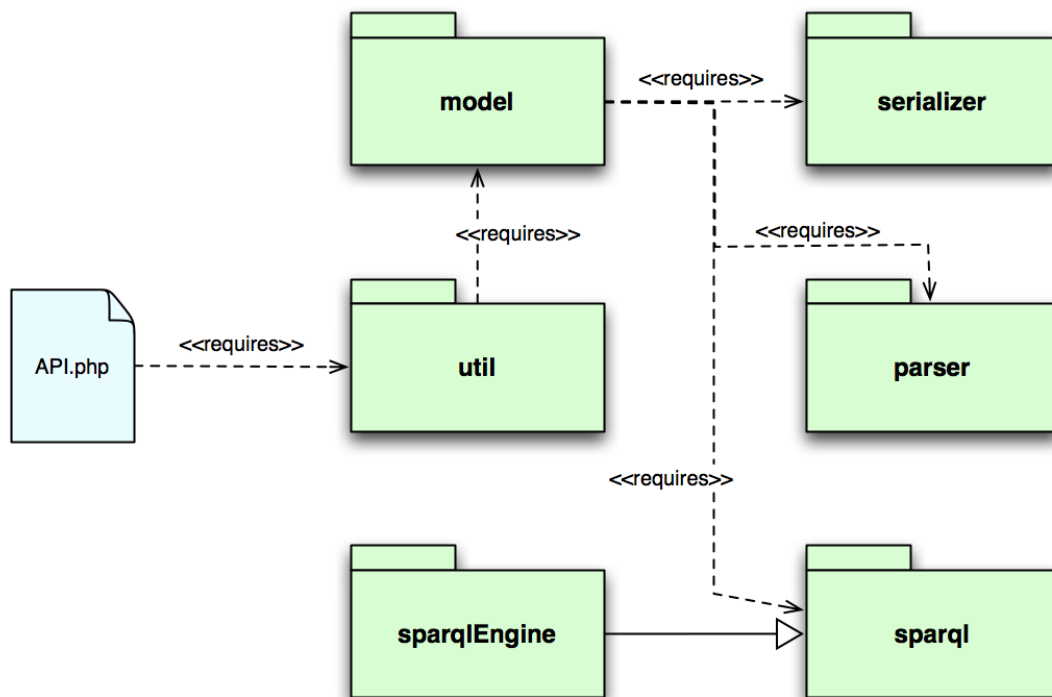 <<requires>>
model
serializer
<<requires>>
<<requires>>
<<requires>>
API.php
util
parser
<<requires>>
sparqlEngine
sparql